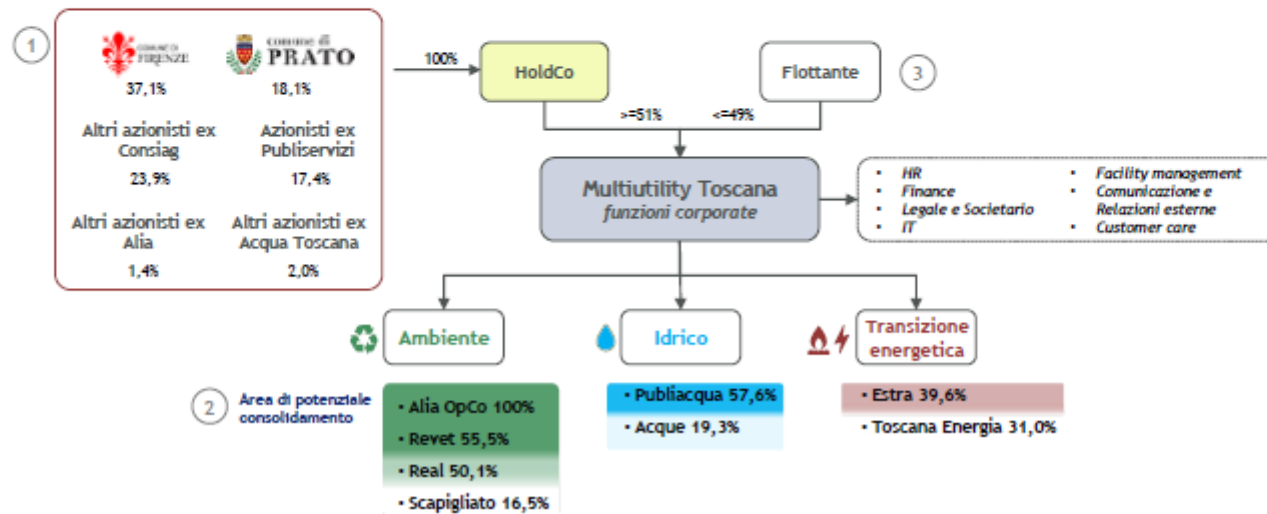 1
COMUNE DI
FIRENZE
37,1%
comune di
PRATO
18,1%
Altri azionisti ex
Consiag
23,9%
Azionisti ex
Publiservizi
17,4%
Altri azionisti ex
Alia
1,4%
Altri azionisti ex
Acqua Toscana
2,0%
100%
HoldCo
Flottante
3
>=51%
<=49%
Multiutility Toscana
funzioni corporate
• HR
• Finance
• Legale e Societario
• IT
• Facility management
• Comunicazione e
Relazioni esterne
• Customer care
Ambiente
Idrico
Transizione
energetica
2
Area di potenziale
consolidamento
• Alia OpCo 100%
• Revet 55,5%
• Real 50,1%
• Scapigliato 16,5%
• Publiacqua 57,6%
• Acque 19,3%
• Estra 39,6%
• Toscana Energia 31,0%